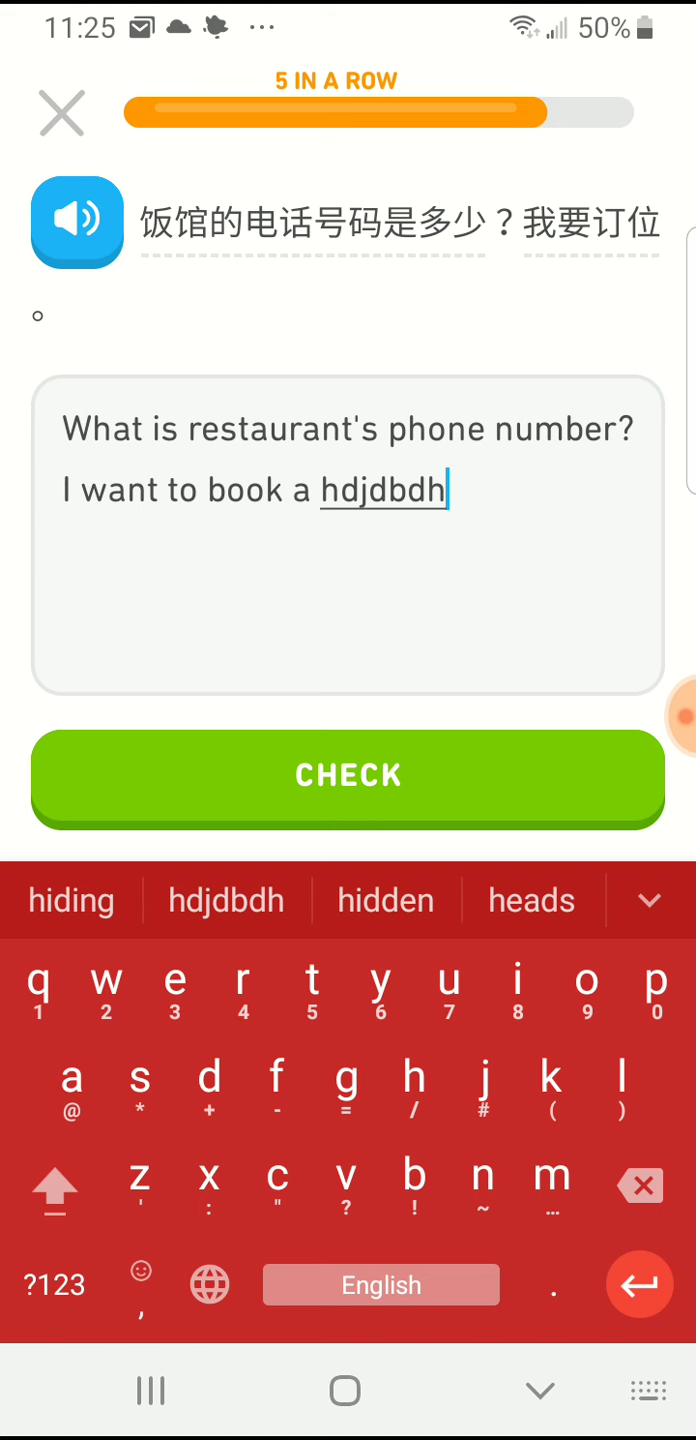 11:25 ... 50%
5 IN A ROW
饭馆的电话号码是多少？我要订位
。
What is restaurant's phone number?
I want to book a hdjdbdh
CHECK
hiding hdjdbdh hidden heads
q w e r t y u i o p
1 2 3 4 5 6 7 8 9 0
a s d f g h j k l
@ * + - = / # ( )
z x c v b n m
' : " ? ! ~ ...
?123 , English .